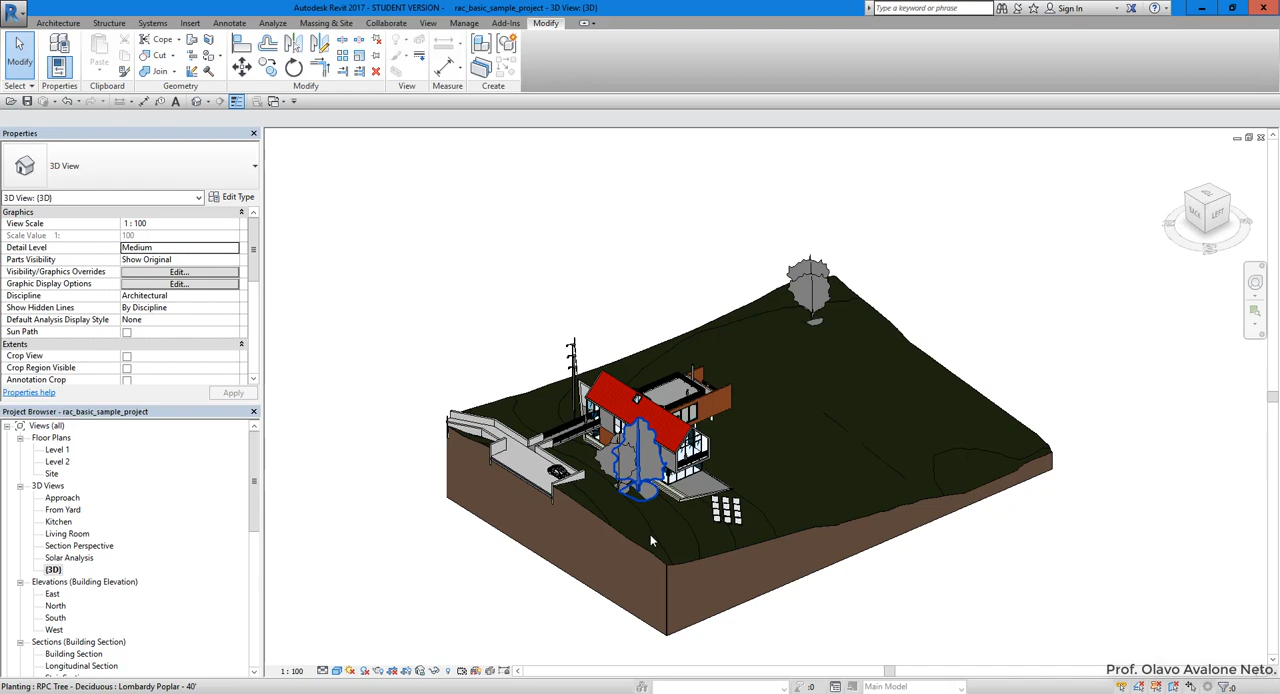 Autodesk Revit 2017 - STUDENT VERSION - rac_basic_sample_project - 3D View: {3D}
Type a keyword or phrase
Sign In
Architecture Structure Systems Insert Annotate Analyze Massing & Site Collaborate View Manage Add-Ins Modify
Modify
Paste
Cope
Cut
Join
Select Properties Clipboard Geometry Modify View Measure Create
Properties
3D View
3D View: {3D}
Edit Type
Graphics
View Scale 1 : 100
Scale Value 1: 100
Detail Level Medium
Parts Visibility Show Original
Visibility/Graphics Overrides Edit...
Graphic Display Options Edit...
Discipline Architectural
Show Hidden Lines By Discipline
Default Analysis Display Style None
Sun Path
Extents
Crop View
Crop Region Visible
Annotation Crop
Properties help
Apply
Project Browser - rac_basic_sample_project
Views (all)
Floor Plans
Level 1
Level 2
Site
3D Views
Approach
From Yard
Kitchen
Living Room
Section Perspective
Solar Analysis
{3D}
Elevations (Building Elevation)
East
North
South
West
Sections (Building Section)
Building Section
Longitudinal Section
BACK LEFT
1 : 100
Prof. Olavo Avalone Neto.
Planting : RPC Tree - Deciduous : Lombardy Poplar - 40'
:0
Main Model
:0